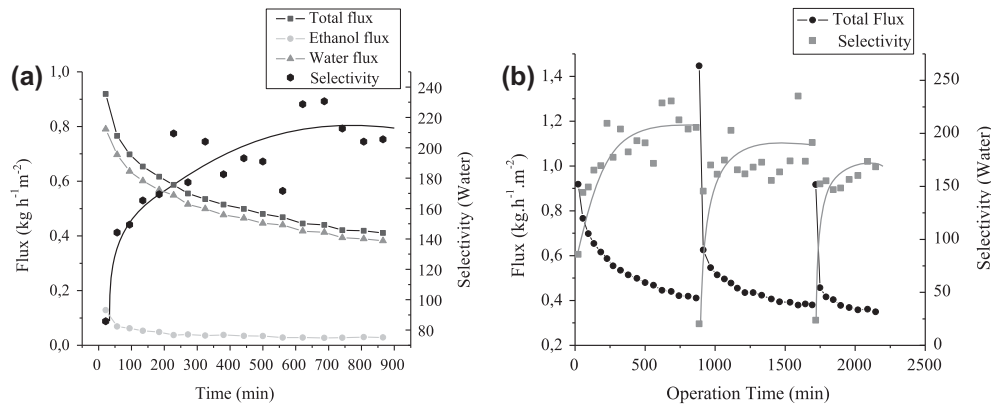 Total flux
Ethanol flux
Water flux
Selectivity
(a)
1,0
0,8
0,6
0,4
0,2
0,0
Flux (kg h⁻¹m⁻²)
0 100 200 300 400 500 600 700 800 900
Time (min)
240
220
200
180
160
140
120
100
80
Selectivity (Water)
Total Flux
Selectivity
(b)
1,4
1,2
1,0
0,8
0,6
0,4
0,2
Flux (kg.h⁻¹.m⁻²)
0 500 1000 1500 2000 2500
Operation Time (min)
250
200
150
100
50
0
Selectivity (Water)